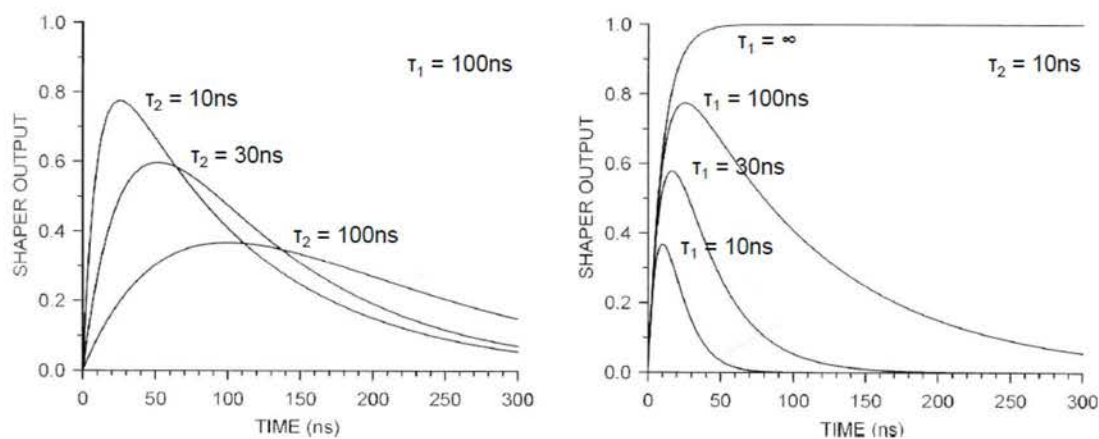 SHAPER OUTPUT
1.0
0.8
0.6
0.4
0.2
0.0
τ1 = 100ns
τ2 = 10ns
τ2 = 30ns
τ2 = 100ns
0 50 100 150 200 250 300
TIME (ns)
SHAPER OUTPUT
1.0
0.8
0.6
0.4
0.2
0.0
τ1 = ∞
τ2 = 10ns
τ1 = 100ns
τ1 = 30ns
τ1 = 10ns
0 50 100 150 200 250 300
TIME (ns)